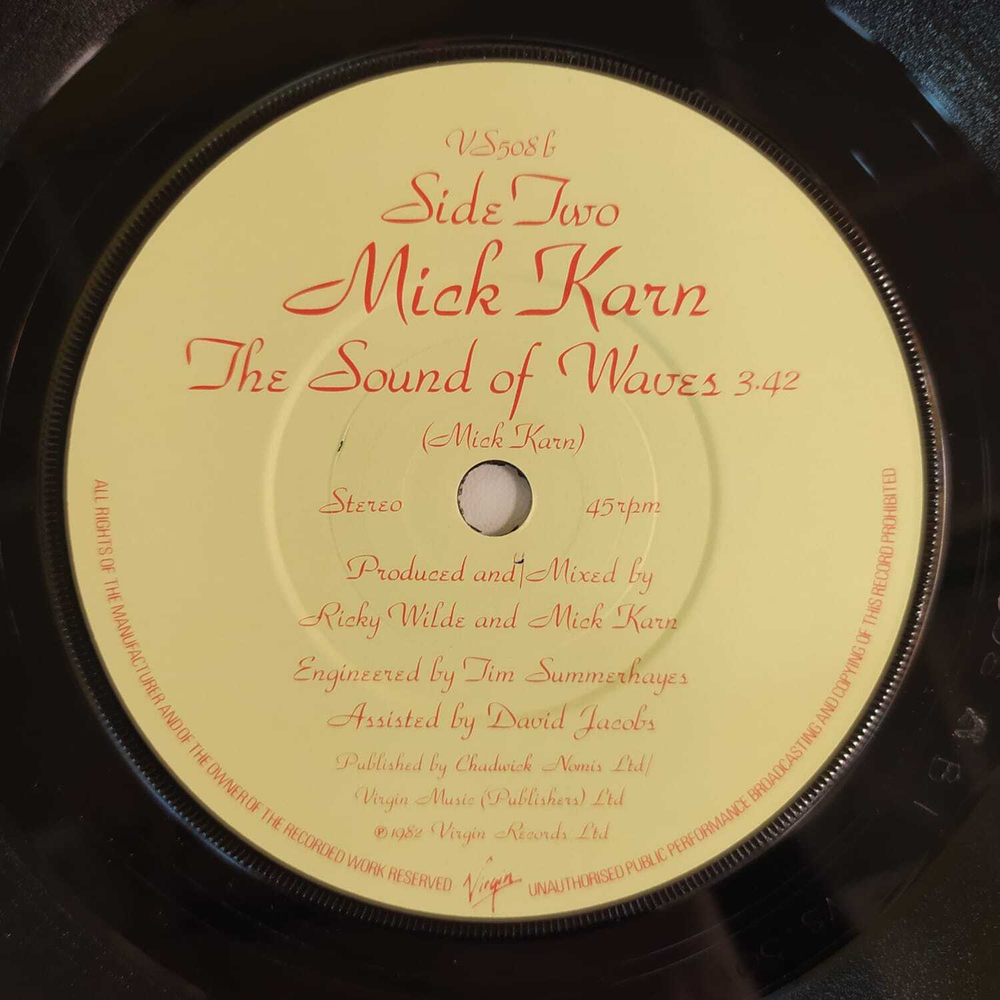 VS508b
Side Two
Mick Karn
The Sound of Waves 3.42
(Mick Karn)
Stereo 45rpm
Produced and Mixed by
Ricky Wilde and Mick Karn
Engineered by Tim Summerhayes
Assisted by David Jacobs
Published by Chadwick Nomis Ltd/
Virgin Music (Publishers) Ltd
℗1982 Virgin Records Ltd
ALL RIGHTS OF THE MANUFACTURER AND OF THE OWNER OF THE RECORDED WORK RESERVED
Virgin
UNAUTHORISED PUBLIC PERFORMANCE BROADCASTING AND COPYING OF THIS RECORD PROHIBITED